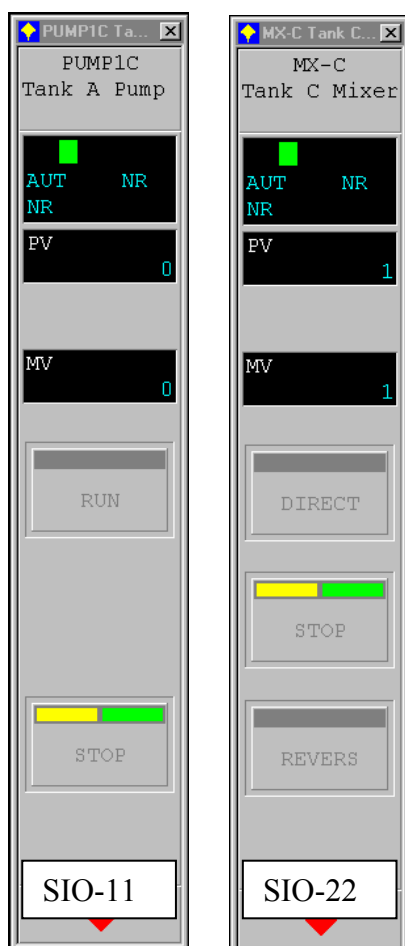 PUMP1C Ta...
PUMP1C
Tank A Pump
AUT NR
NR
PV
0
MV
0
RUN
STOP
SIO-11
MX-C Tank C...
MX-C
Tank C Mixer
AUT NR
NR
PV
1
MV
1
DIRECT
STOP
REVERS
SIO-22